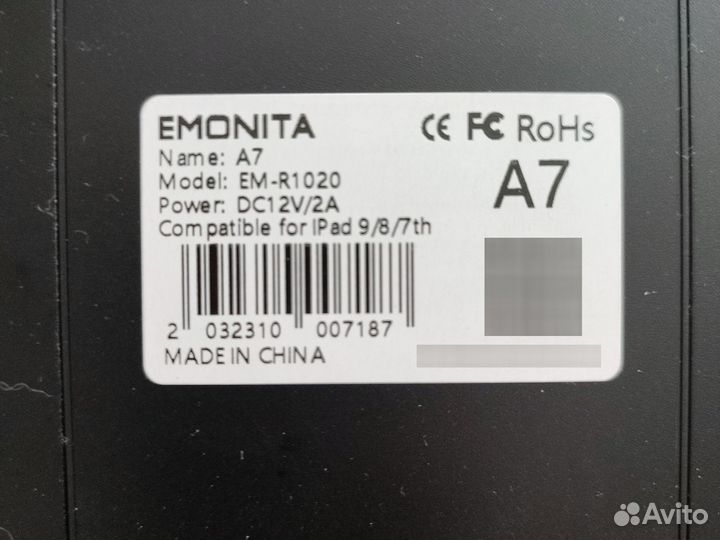 EMONITA
CE FC RoHs
Name: A7
Model: EM-R1020
Power: DC12V/2A
Compatible for IPad 9/8/7th
A7
2 032310 007187
MADE IN CHINA
Avito